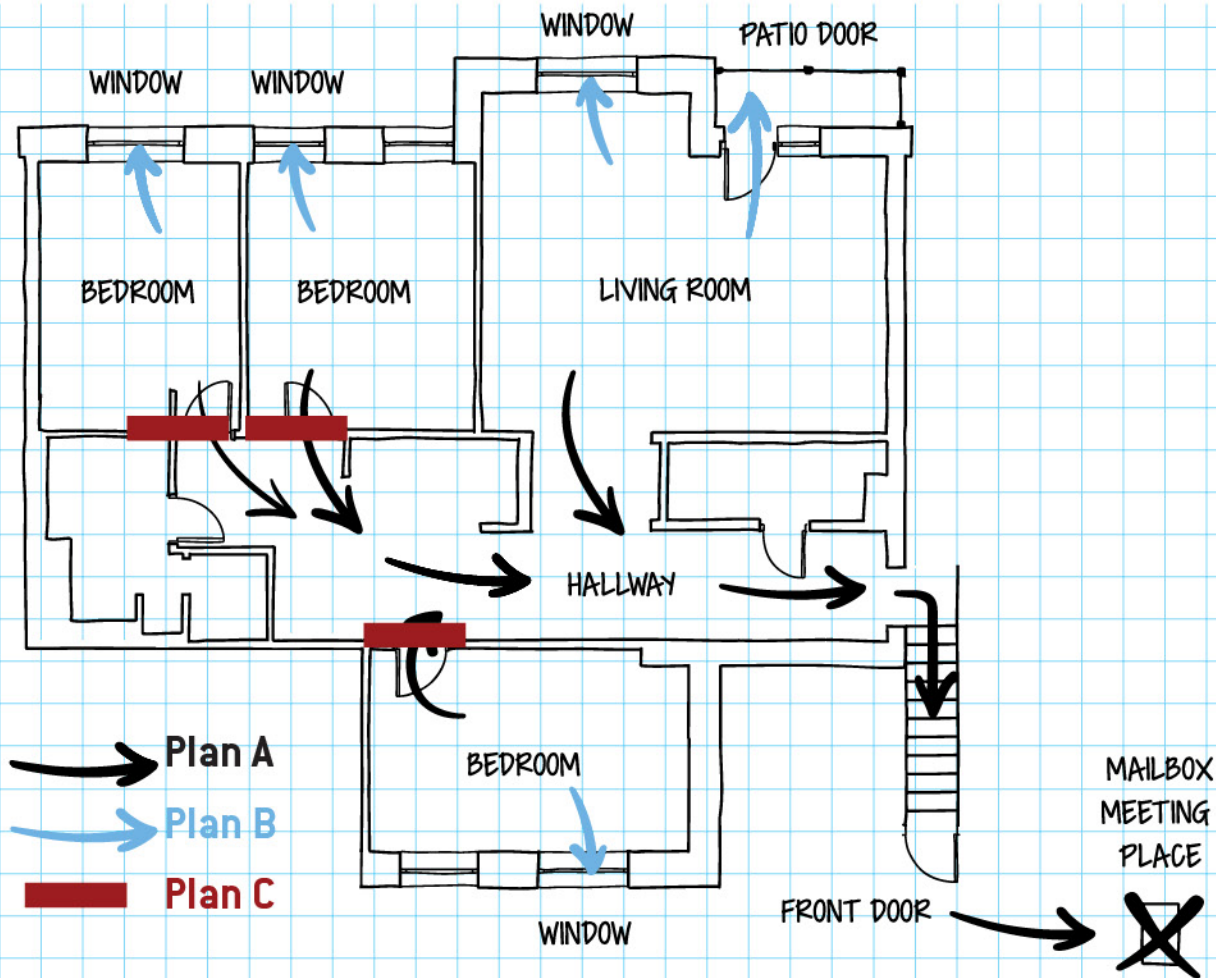 WINDOW
PATIO DOOR
WINDOW
WINDOW
BEDROOM
BEDROOM
LIVING ROOM
HALLWAY
BEDROOM
WINDOW
Plan A
Plan B
Plan C
MAILBOX
MEETING
PLACE
FRONT DOOR